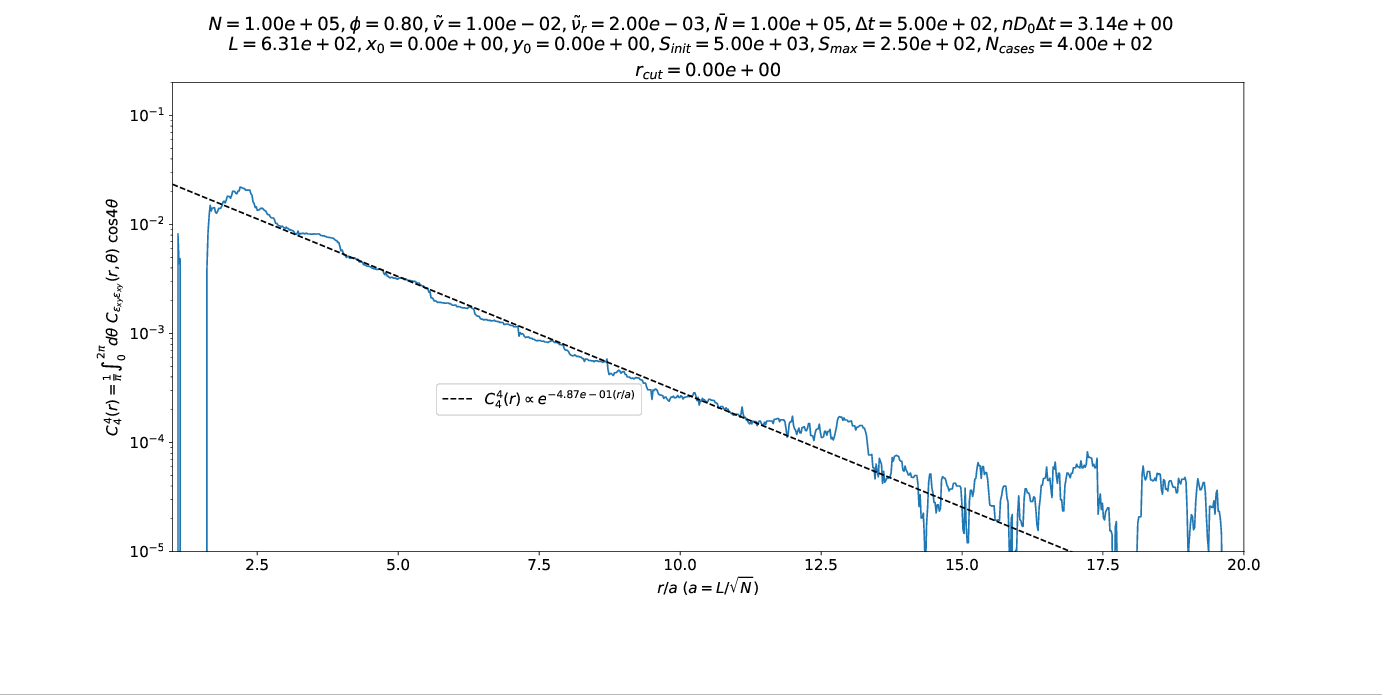 N = 1.00e + 05, ϕ = 0.80, ṽ = 1.00e − 02, ν̃_r = 2.00e − 03, N̄ = 1.00e + 05, Δt = 5.00e + 02, nD_0Δt = 3.14e + 00
L = 6.31e + 02, x_0 = 0.00e + 00, y_0 = 0.00e + 00, S_init = 5.00e + 03, S_max = 2.50e + 02, N_cases = 4.00e + 02
r_cut = 0.00e + 00
10^−1
10^−2
10^−3
10^−4
10^−5
C_4^4(r) = 1/π ∫_0^2π dθ C_ε_xyε_xy(r, θ) cos4θ
C_4^4(r) ∝ e^−4.87e − 01(r/a)
2.5 5.0 7.5 10.0 12.5 15.0 17.5 20.0
r/a (a = L/√N)